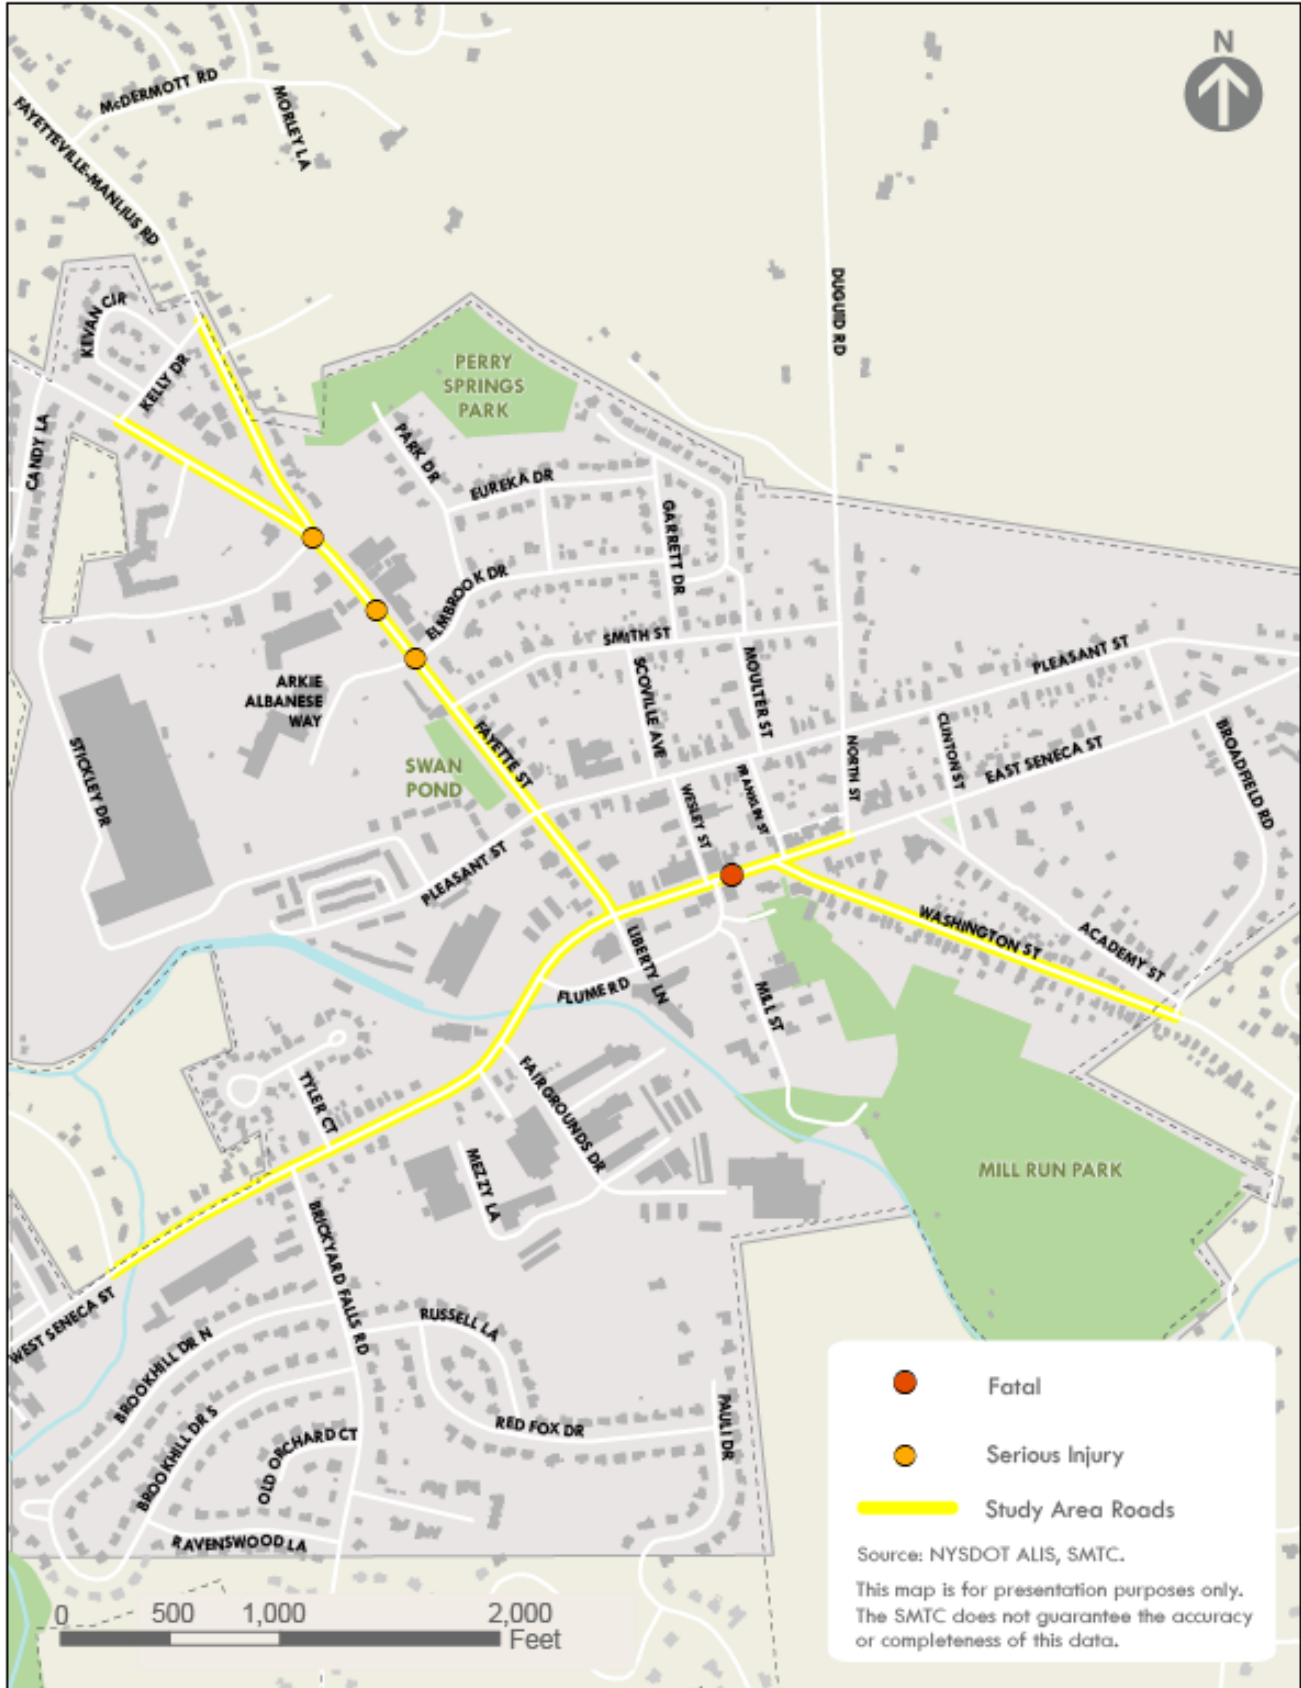 N
McDERMOTT RD
MORLEY LA
FAYETTEVILLE-MANLIUS RD
DUGUID RD
KEVAN CIR
KELLY DR
CANDY LA
PERRY
SPRINGS
PARK
PARK DR
EUREKA DR
GARRETT DR
ELMBROOK DR
SMITH ST
SCOVILLE AVE
MOULTER ST
PLEASANT ST
ARKIE
ALBANESE
WAY
STICKLEY DR
FAYETTE ST
SWAN
POND
WESLEY ST
FRANKLIN ST
NORTH ST
CLINTON ST
EAST SENECA ST
BROADFIELD RD
PLEASANT ST
WASHINGTON ST
ACADEMY ST
LIBERTY LN
FLUME RD
MILL ST
TYLER CT
FAIRGROUNDS DR
MEZZY LA
MILL RUN PARK
BRICKYARD FALLS RD
WEST SENECA ST
BROOKHILL DR N
RUSSELL LA
BROOKHILL DR S
OLD ORCHARD CT
RED FOX DR
PAULI DR
RAVENSWOOD LA
Fatal
Serious Injury
Study Area Roads
Source: NYSDOT ALIS, SMTC.
This map is for presentation purposes only.
The SMTC does not guarantee the accuracy
or completeness of this data.
0 500 1,000 2,000
Feet